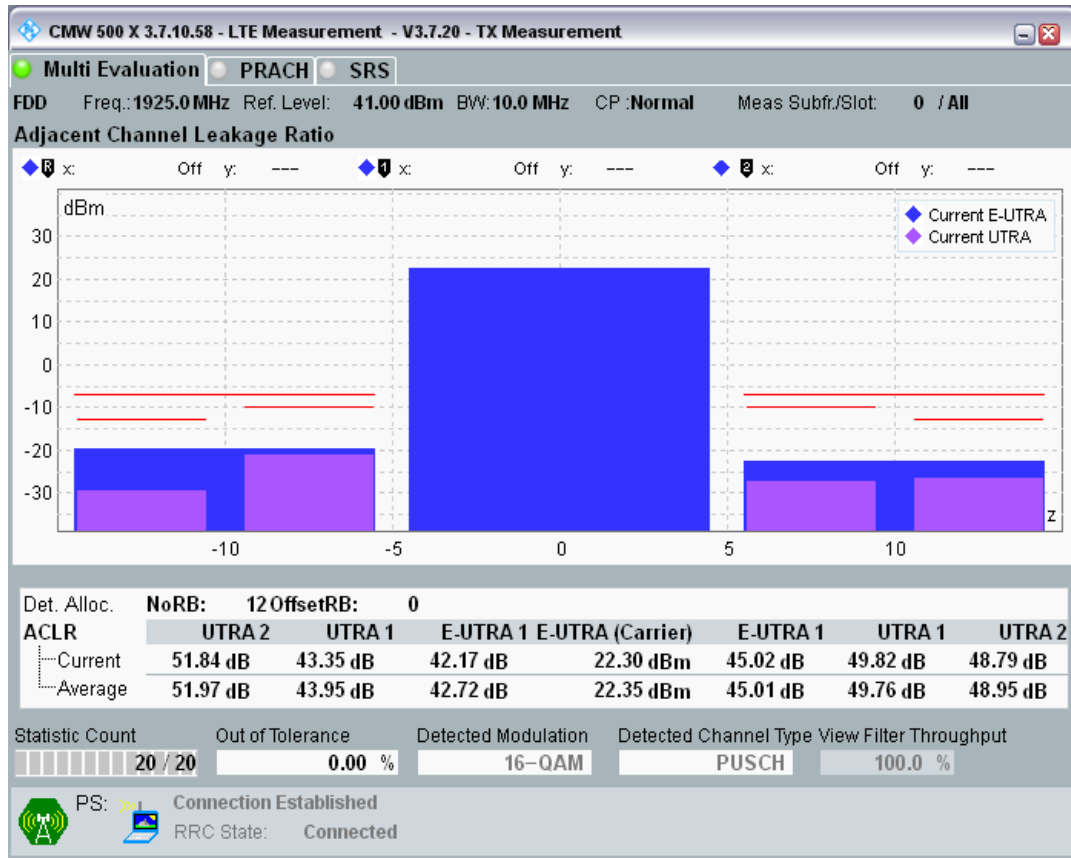 CMW 500 X 3.7.10.58 - LTE Measurement - V3.7.20 - TX Measurement
Multi Evaluation PRACH SRS
FDD Freq.:1925.0 MHz Ref. Level: 41.00 dBm BW:10.0 MHz CP :Normal Meas Subfr./Slot: 0 / All
Adjacent Channel Leakage Ratio
R x: Off y: --- 1 x: Off y: --- 2 x: Off y: ---
dBm
Current E-UTRA
Current UTRA
30
20
10
0
-10
-20
-30
z
-10 -5 0 5 10
Det. Alloc. NoRB: 12 OffsetRB: 0
ACLR UTRA 2 UTRA 1 E-UTRA 1 E-UTRA (Carrier) E-UTRA 1 UTRA 1 UTRA 2
Current 51.84 dB 43.35 dB 42.17 dB 22.30 dBm 45.02 dB 49.82 dB 48.79 dB
Average 51.97 dB 43.95 dB 42.72 dB 22.35 dBm 45.01 dB 49.76 dB 48.95 dB
Statistic Count Out of Tolerance Detected Modulation Detected Channel Type View Filter Throughput
20 / 20 0.00 % 16-QAM PUSCH 100.0 %
PS: Connection Established
RRC State: Connected